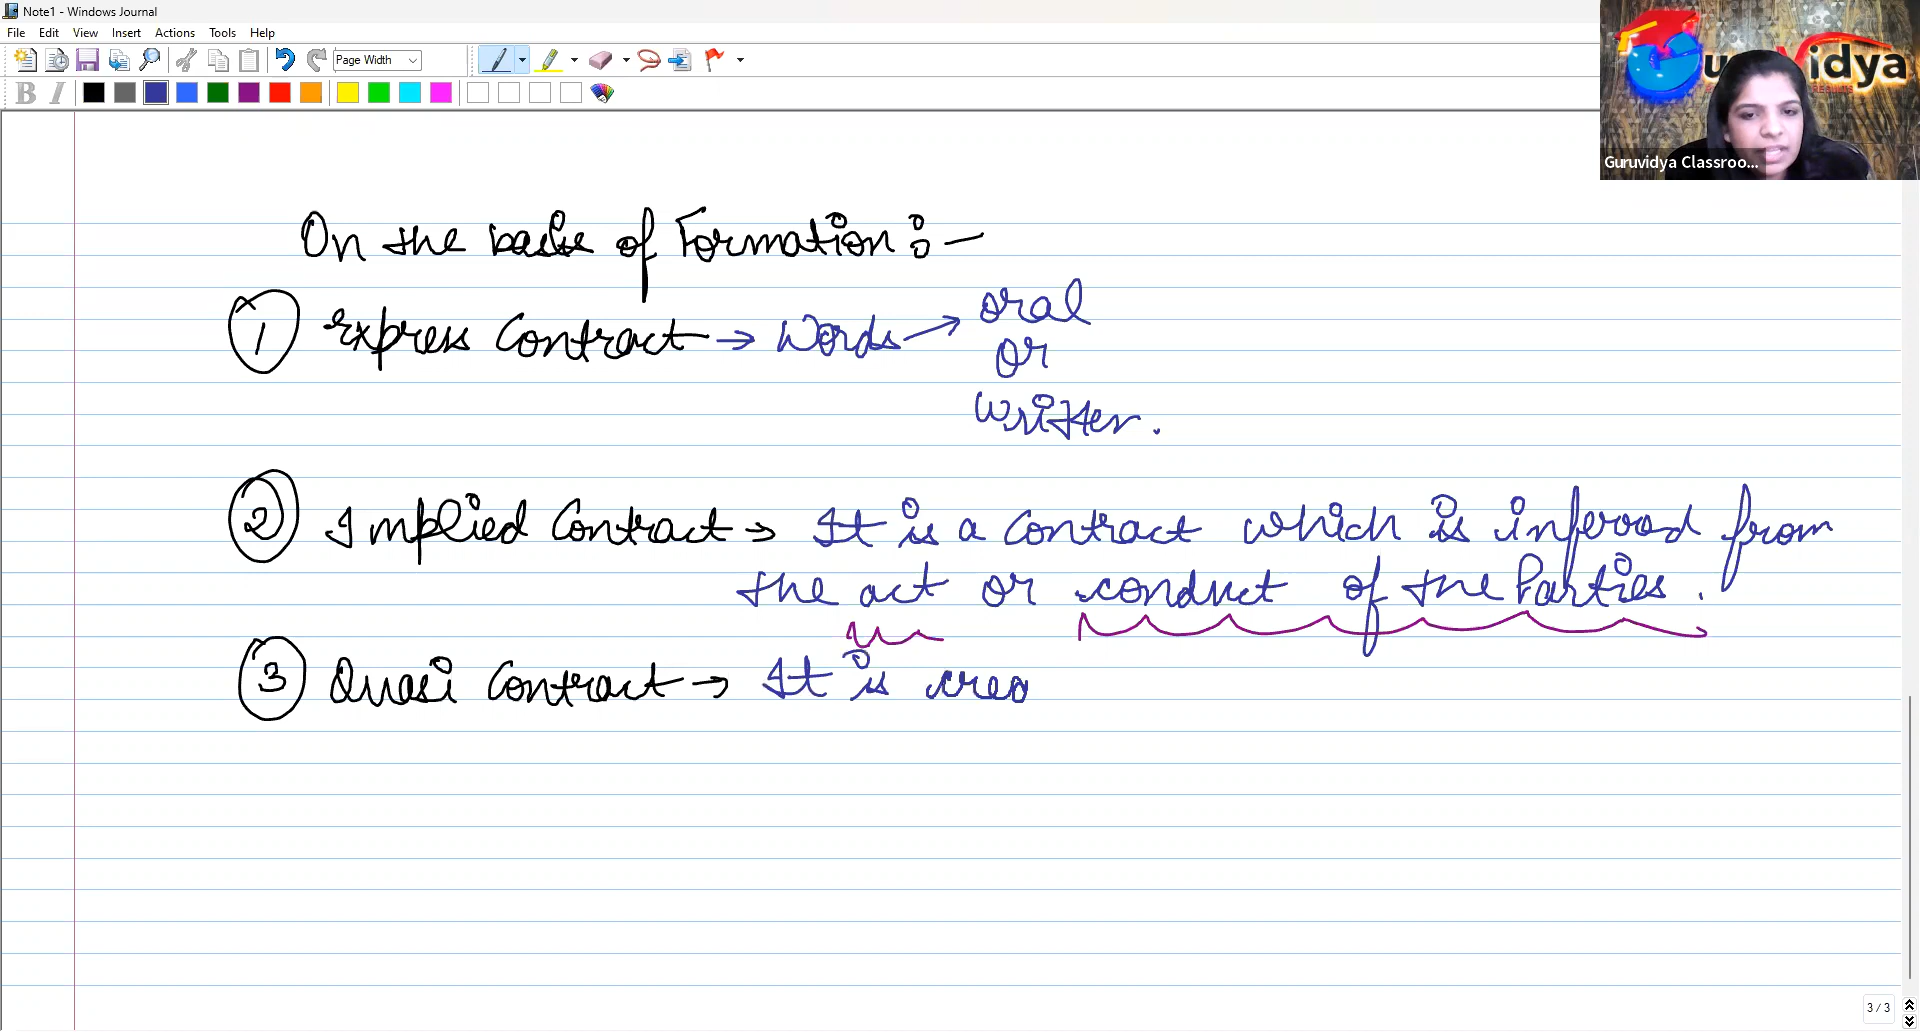 Note1 - Windows Journal
File Edit View Insert Actions Tools Help
Page Width
B I
GuruVidya
Guruvidya Classroo...
On the basis of Formation :-
1 Express Contract → Words → oral
or
written.
2 Implied Contract → It is a contract which is inferred from
the act or conduct of the Parties.
3 Quasi Contract → It is crea
3 / 3